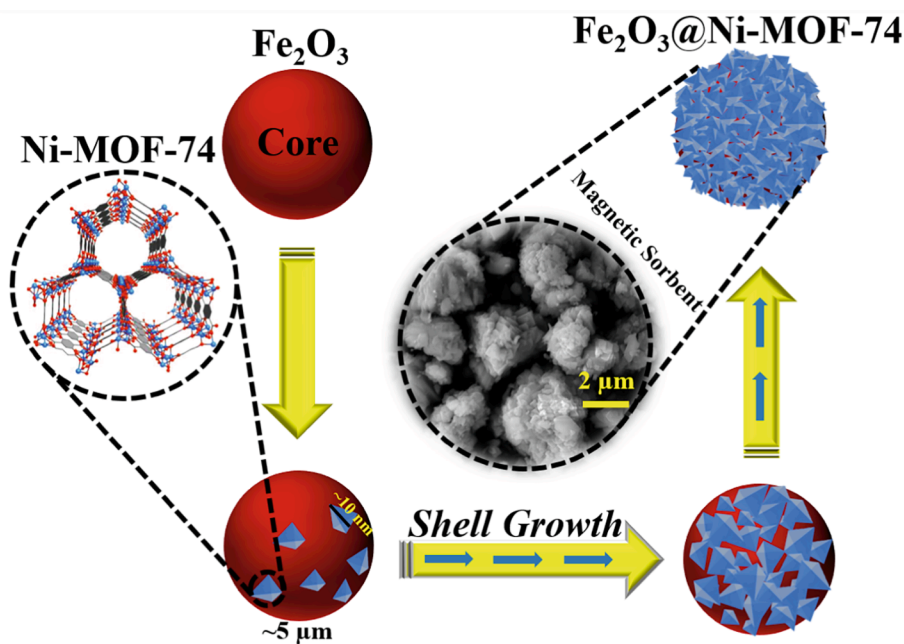 Fe₂O₃
Core
Ni-MOF-74
Fe₂O₃@Ni-MOF-74
Magnetic Sorbent
2 µm
~10 nm
~5 µm
Shell Growth